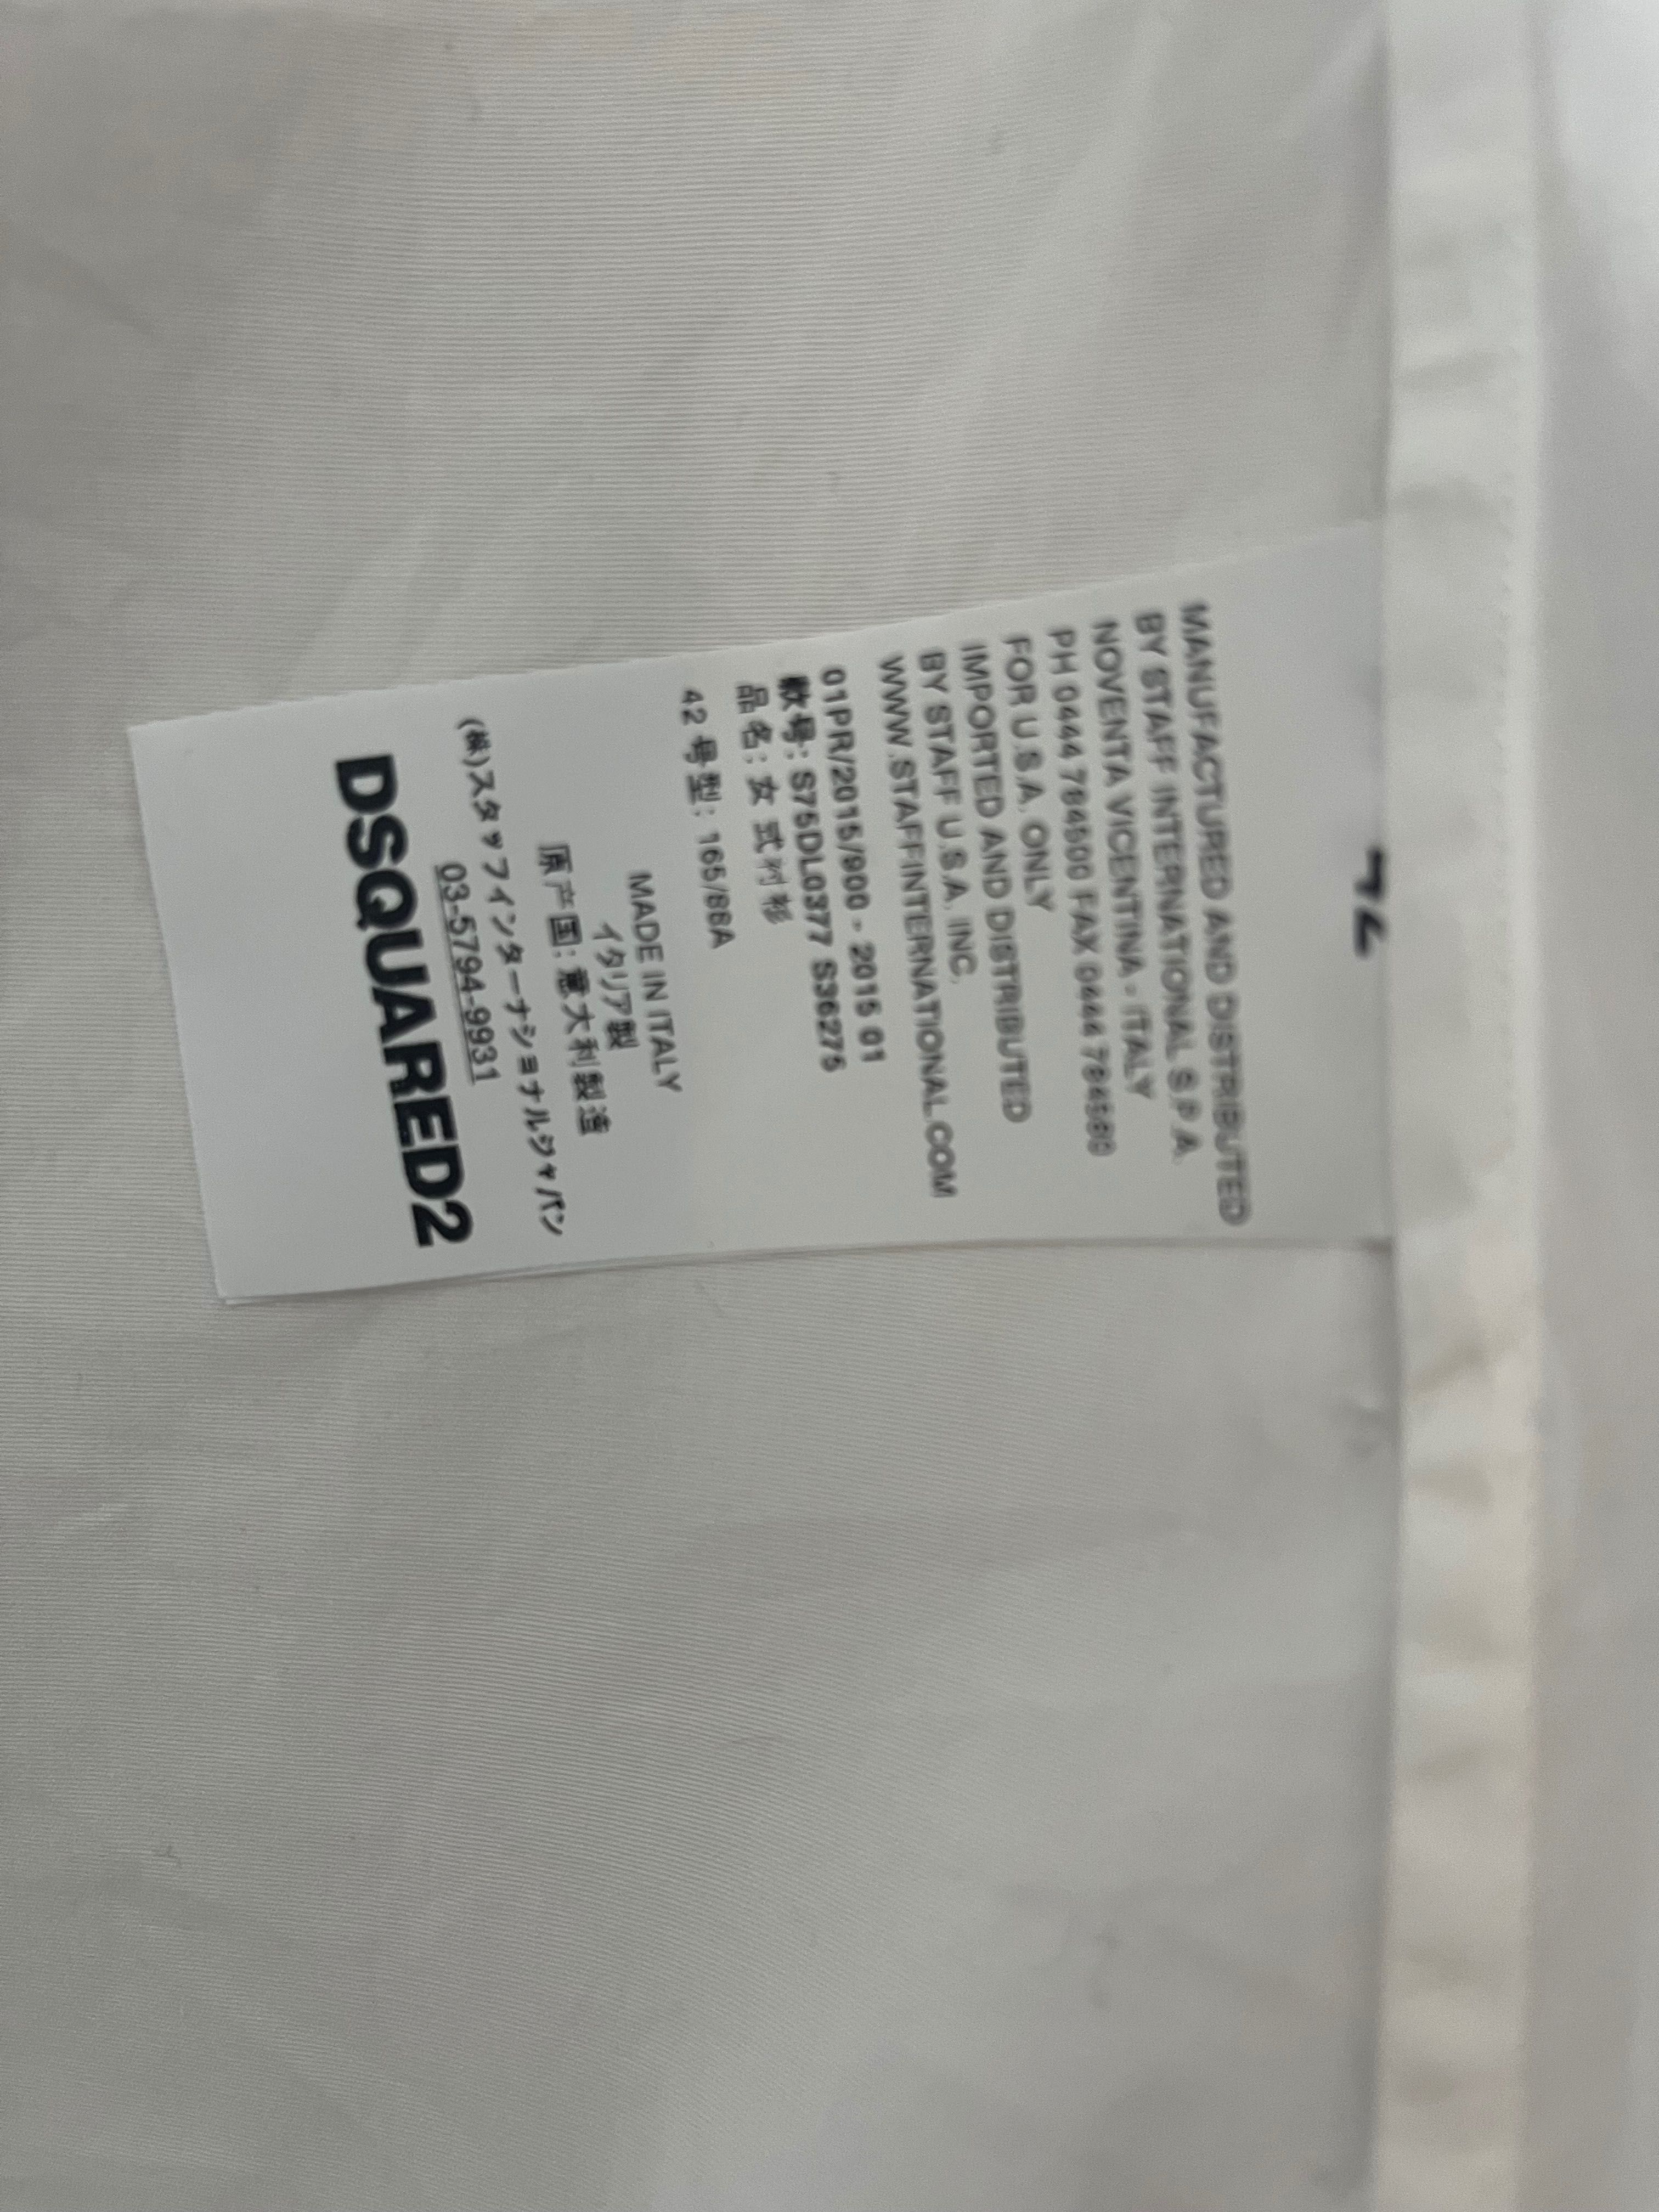 42
MANUFACTURED AND DISTRIBUTED
BY STAFF INTERNATIONAL S.P.A.
NOVENTA VICENTINA - ITALY
PH 0444 784500 FAX 0444 784580
FOR U.S.A. ONLY
IMPORTED AND DISTRIBUTED
BY STAFF U.S.A. INC.
WWW.STAFFINTERNATIONAL.COM
01PR/2015/900 - 2015 01
款号: S75DL0377 S36275
品名: 女式衬衫
42 号型: 165/88A
MADE IN ITALY
イタリア製
原产国: 意大利製造
(株)スタッフインターナショナルジャパン
03-5794-9931
DSQUARED2